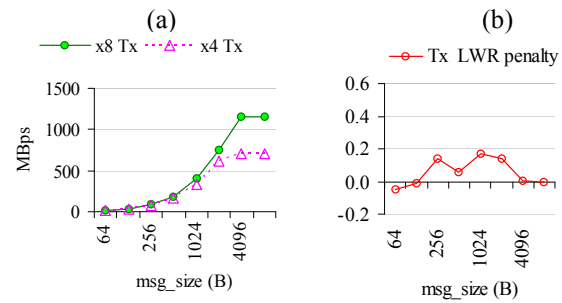 (a)
x8 Tx x4 Tx
1500
1000
500
0
MBps
64
256
1024
4096
msg_size (B)
(b)
Tx LWR penalty
0.6
0.4
0.2
0.0
-0.2
64
256
1024
4096
msg_size (B)